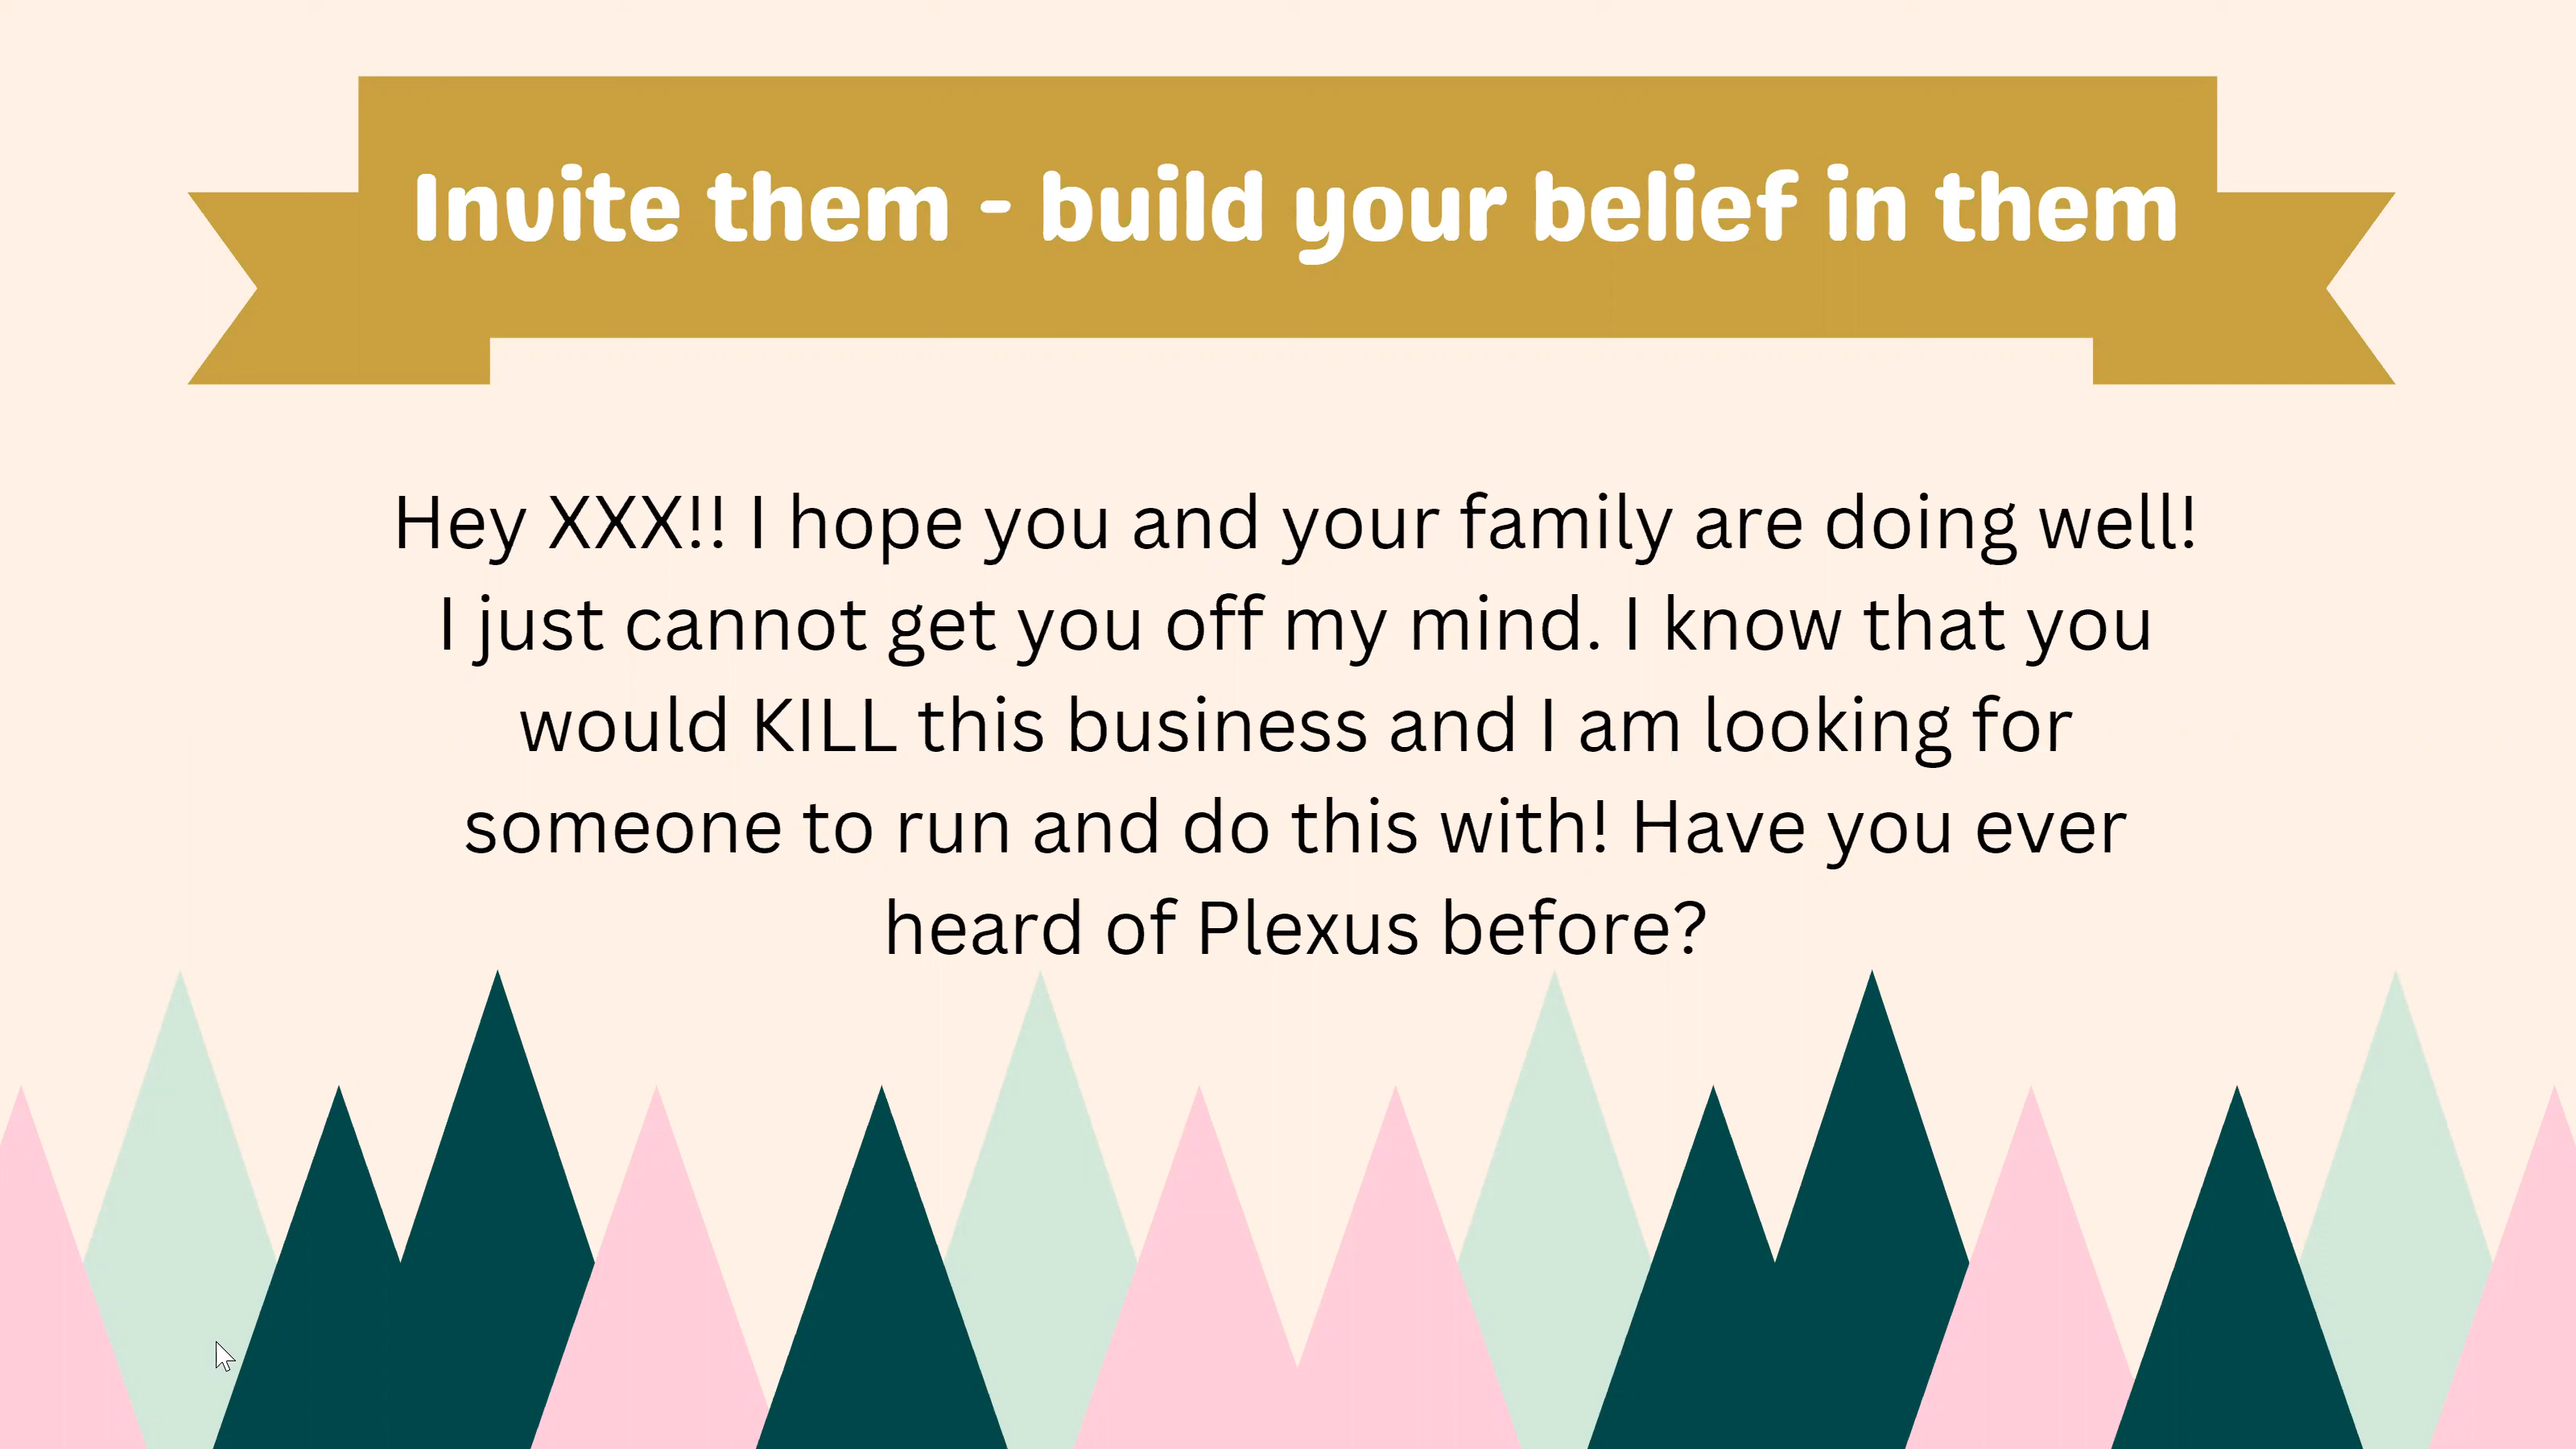 Invite them - build your belief in them
Hey XXX!! I hope you and your family are doing well!
I just cannot get you off my mind. I know that you
would KILL this business and I am looking for
someone to run and do this with! Have you ever
heard of Plexus before?